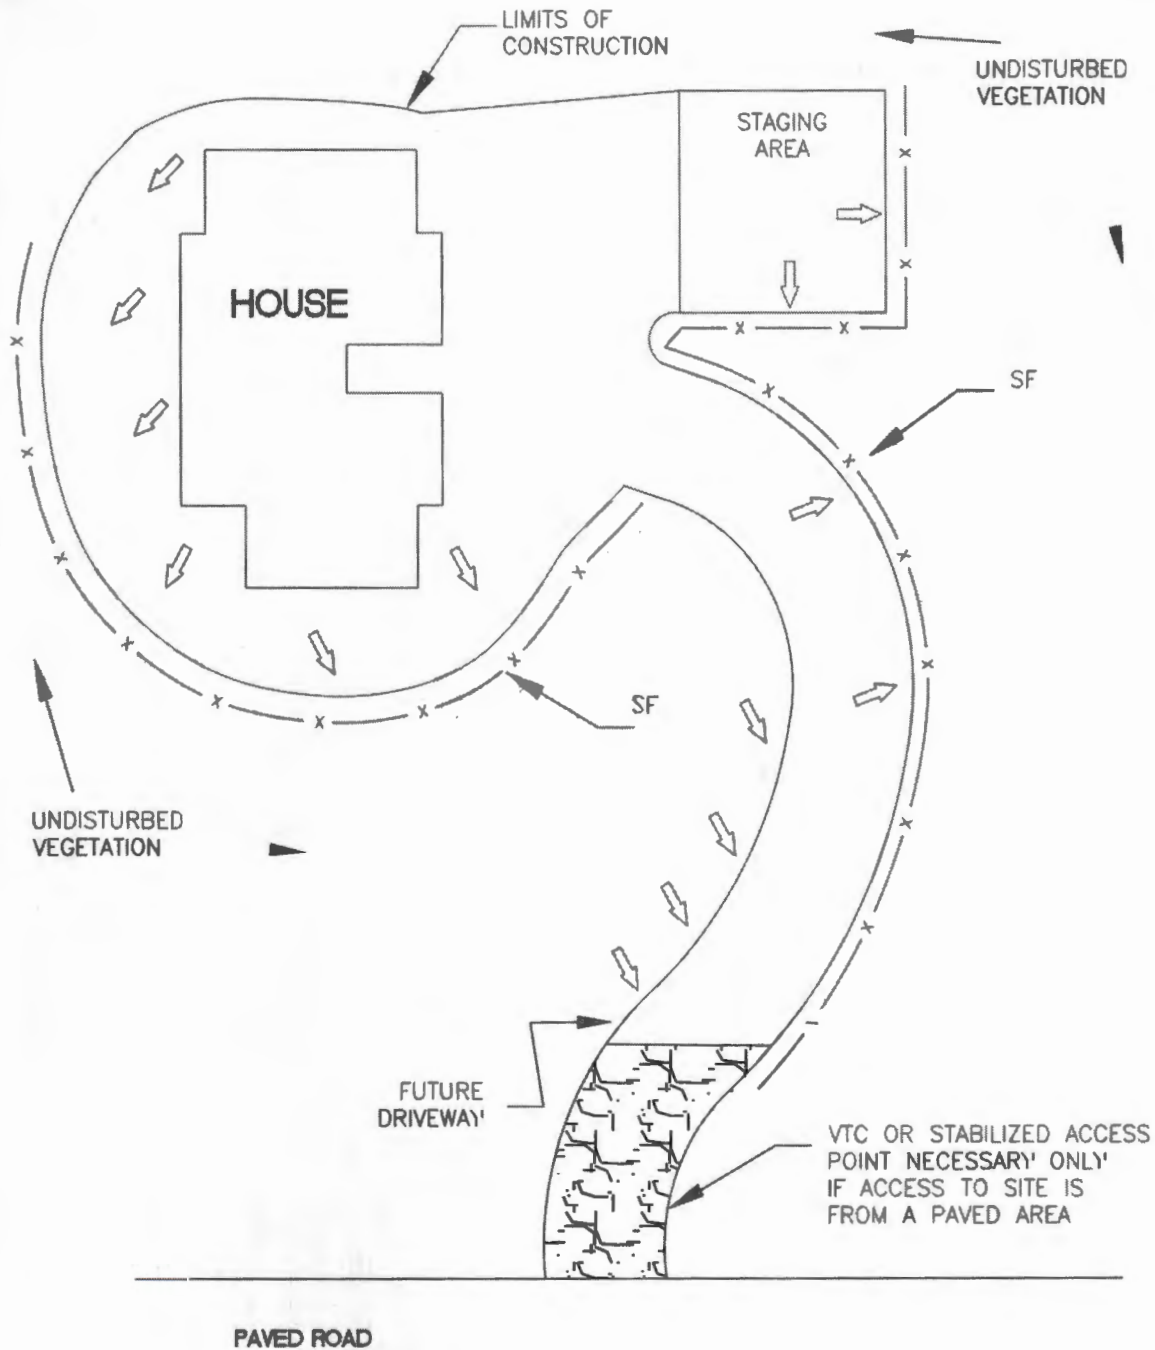 LIMITS OF
CONSTRUCTION
UNDISTURBED
VEGETATION
STAGING
AREA
HOUSE
SF
SF
UNDISTURBED
VEGETATION
FUTURE
DRIVEWAY
VTC OR STABILIZED ACCESS
POINT NECESSARY ONLY
IF ACCESS TO SITE IS
FROM A PAVED AREA
PAVED ROAD